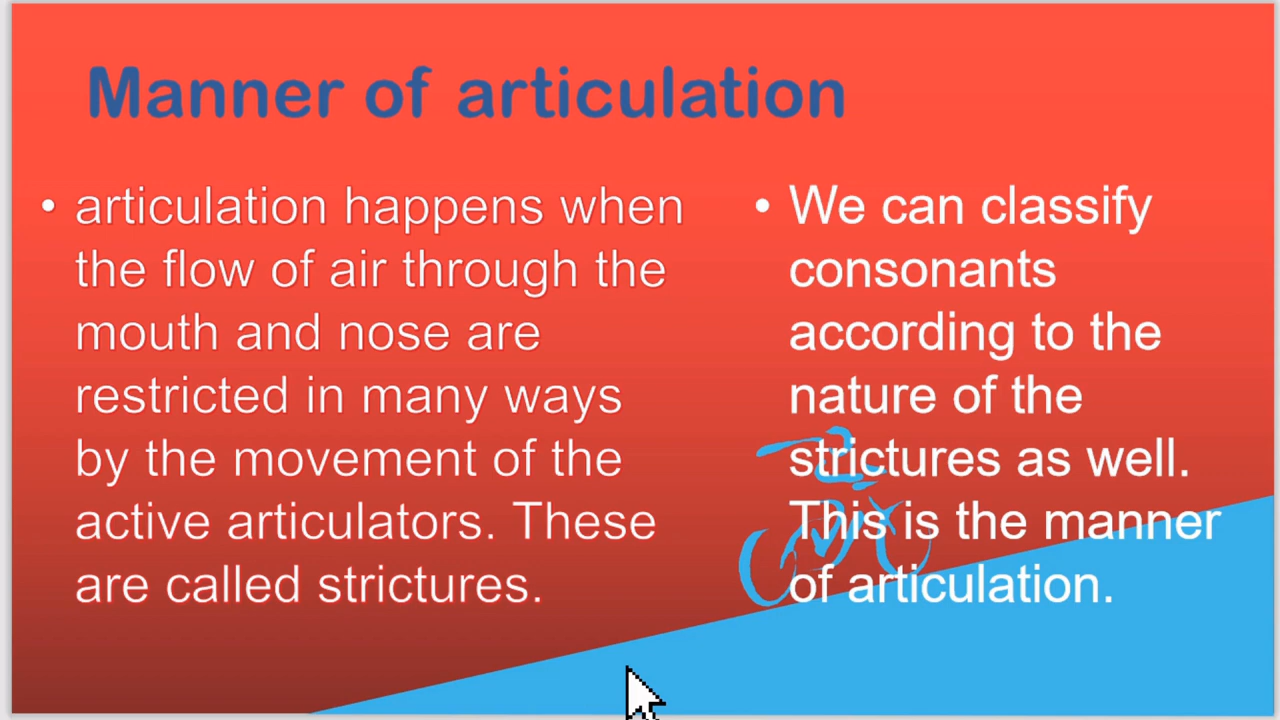 Manner of articulation
• articulation happens when
the flow of air through the
mouth and nose are
restricted in many ways
by the movement of the
active articulators. These
are called strictures.
• We can classify
consonants
according to the
nature of the
strictures as well.
This is the manner
of articulation.